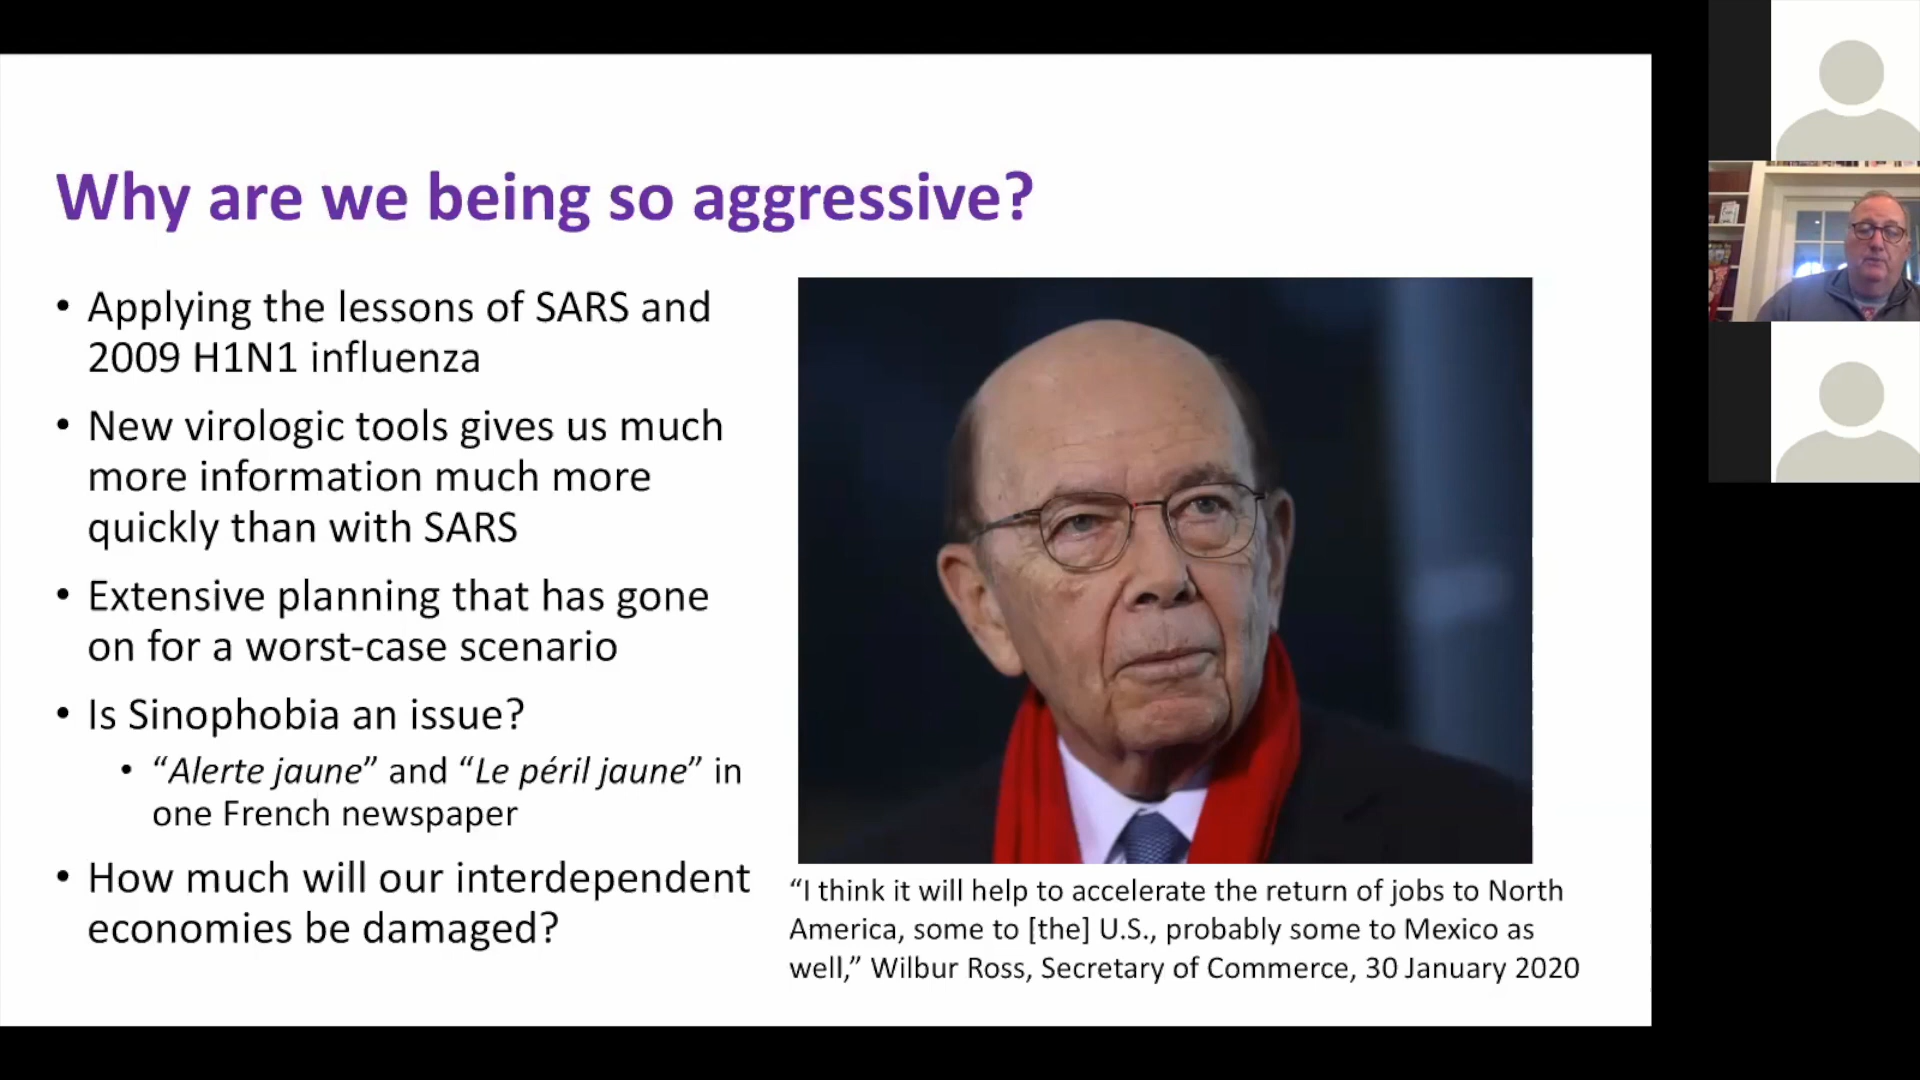 Why are we being so aggressive?
• Applying the lessons of SARS and
2009 H1N1 influenza
• New virologic tools gives us much
more information much more
quickly than with SARS
• Extensive planning that has gone
on for a worst-case scenario
• Is Sinophobia an issue?
• “Alerte jaune” and “Le péril jaune” in
one French newspaper
• How much will our interdependent
economies be damaged?
“I think it will help to accelerate the return of jobs to North
America, some to [the] U.S., probably some to Mexico as
well,” Wilbur Ross, Secretary of Commerce, 30 January 2020